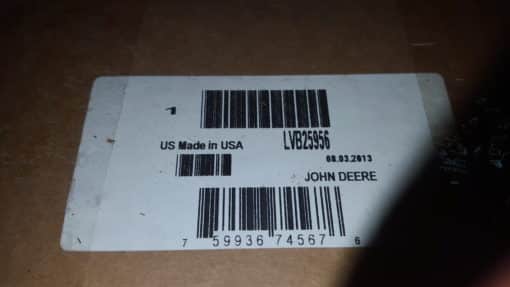 1
US Made in USA
LVB25956
08.03.2013
JOHN DEERE
7 59936 74567 6